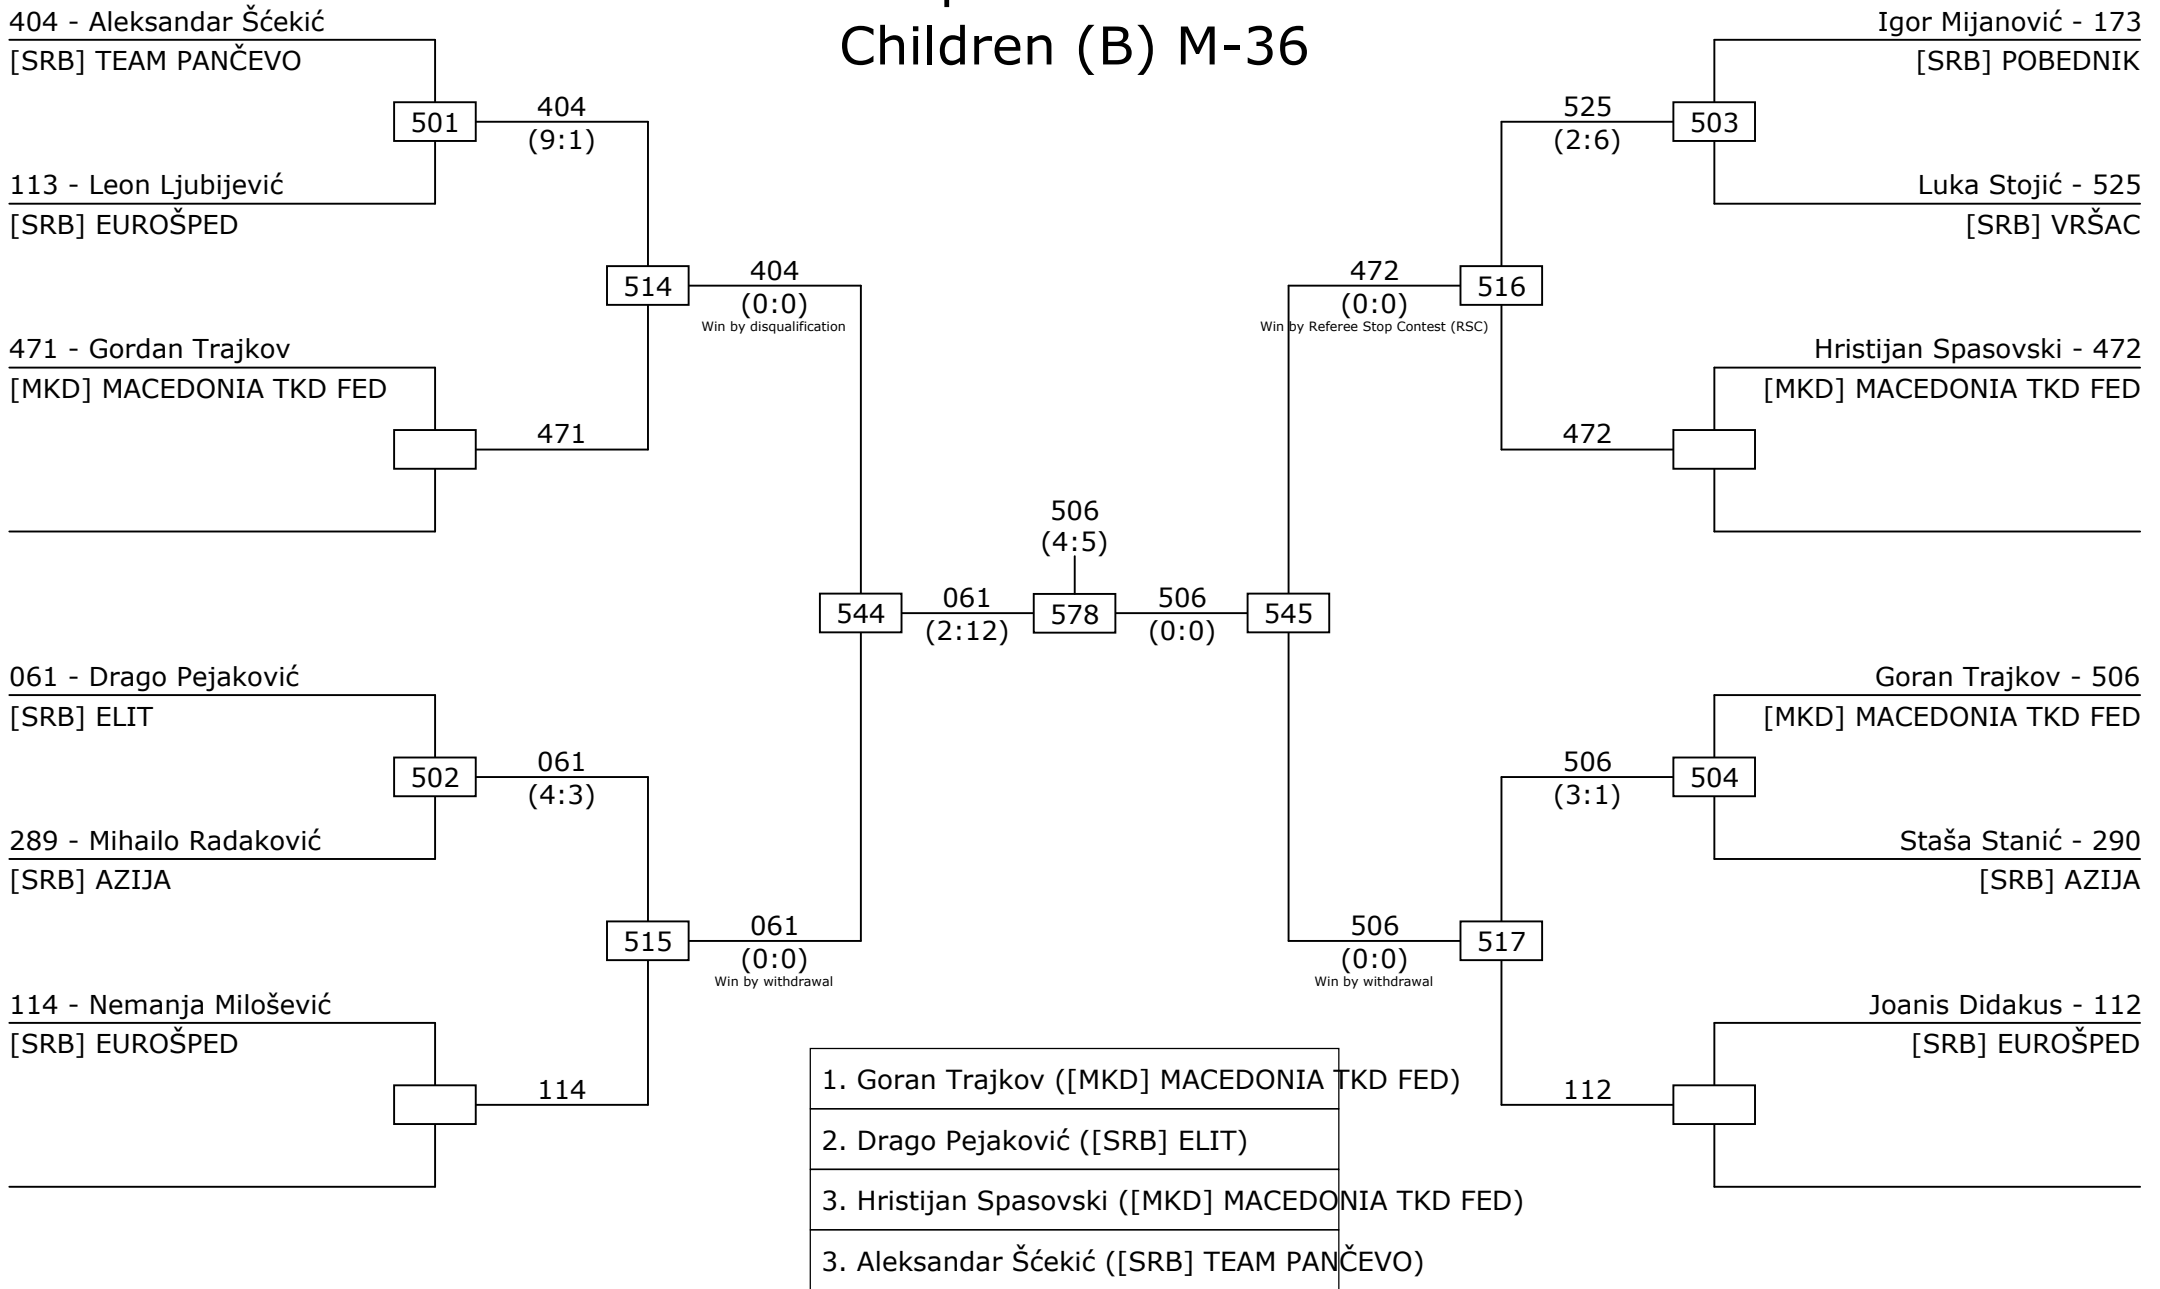 Children (B) M-36
404 - Aleksandar Šćekić
[SRB] TEAM PANČEVO
501
404
(9:1)
113 - Leon Ljubijević
[SRB] EUROŠPED
514
404
(0:0)
Win by disqualification
471 - Gordan Trajkov
[MKD] MACEDONIA TKD FED
471
061 - Drago Pejaković
[SRB] ELIT
502
061
(4:3)
289 - Mihailo Radaković
[SRB] AZIJA
515
061
(0:0)
Win by withdrawal
114 - Nemanja Milošević
[SRB] EUROŠPED
114
544
061
(2:12)
506
(4:5)
578
506
(0:0)
545
Igor Mijanović - 173
[SRB] POBEDNIK
525
(2:6)
503
Luka Stojić - 525
[SRB] VRŠAC
472
(0:0)
Win by Referee Stop Contest (RSC)
516
Hristijan Spasovski - 472
[MKD] MACEDONIA TKD FED
472
Goran Trajkov - 506
[MKD] MACEDONIA TKD FED
506
(3:1)
504
Staša Stanić - 290
[SRB] AZIJA
506
(0:0)
Win by withdrawal
517
Joanis Didakus - 112
[SRB] EUROŠPED
112
1. Goran Trajkov ([MKD] MACEDONIA TKD FED)
2. Drago Pejaković ([SRB] ELIT)
3. Hristijan Spasovski ([MKD] MACEDONIA TKD FED)
3. Aleksandar Šćekić ([SRB] TEAM PANČEVO)